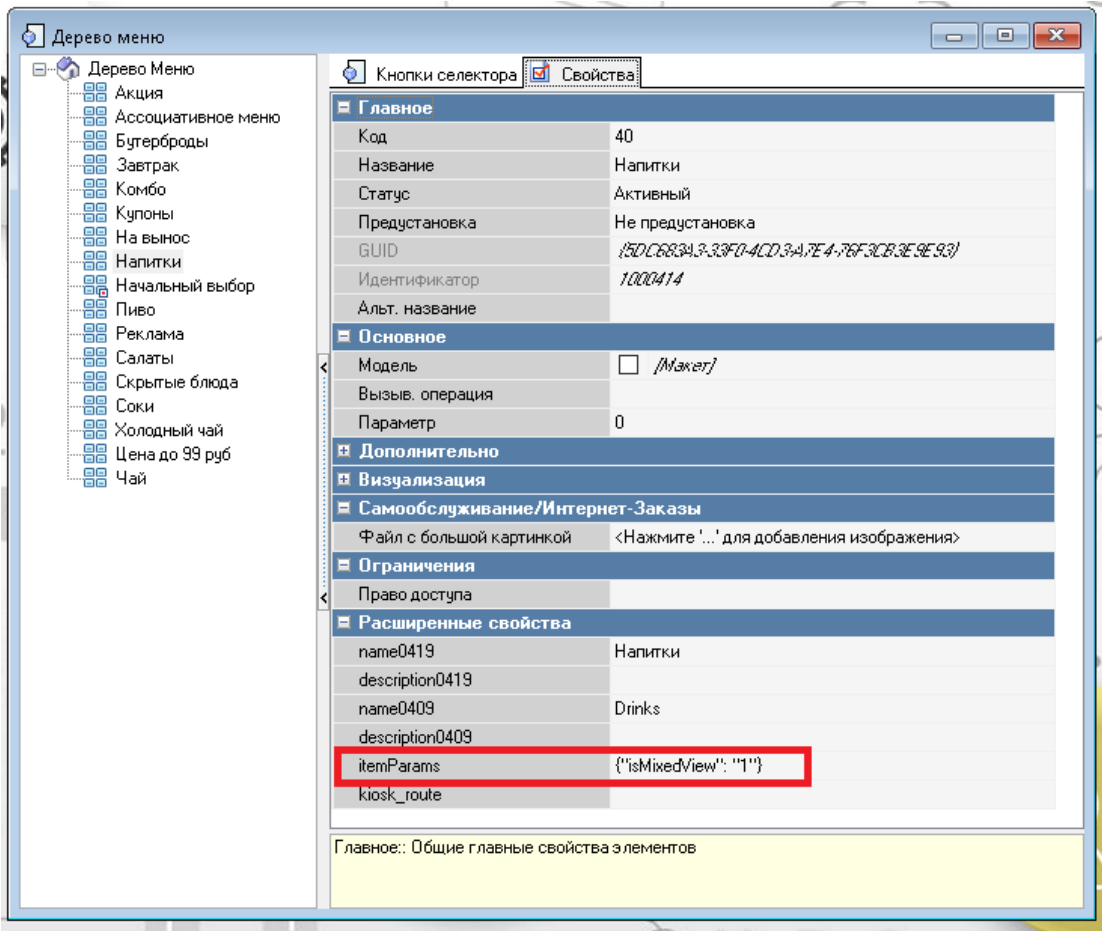 Дерево меню
Дерево Меню
Акция
Ассоциативное меню
Бутерброды
Завтрак
Комбо
Купоны
На вынос
Напитки
Начальный выбор
Пиво
Реклама
Салаты
Скрытые блюда
Соки
Холодный чай
Цена до 99 руб
Чай
Кнопки селектора Свойства
Главное
Код 40
Название Напитки
Статус Активный
Предустановка Не предустановка
GUID {5DC683A3-33F0-4CD3-A7E4-76F3CB3E9E93}
Идентификатор 1000414
Альт. название
Основное
Модель [Макет]
Вызыв. операция
Параметр 0
Дополнительно
Визуализация
Самообслуживание/Интернет-Заказы
Файл с большой картинкой <Нажмите '...' для добавления изображения>
Ограничения
Право доступа
Расширенные свойства
name0419 Напитки
description0419
name0409 Drinks
description0409
itemParams {"isMixedView": "1"}
kiosk_route
Главное:: Общие главные свойства элементов